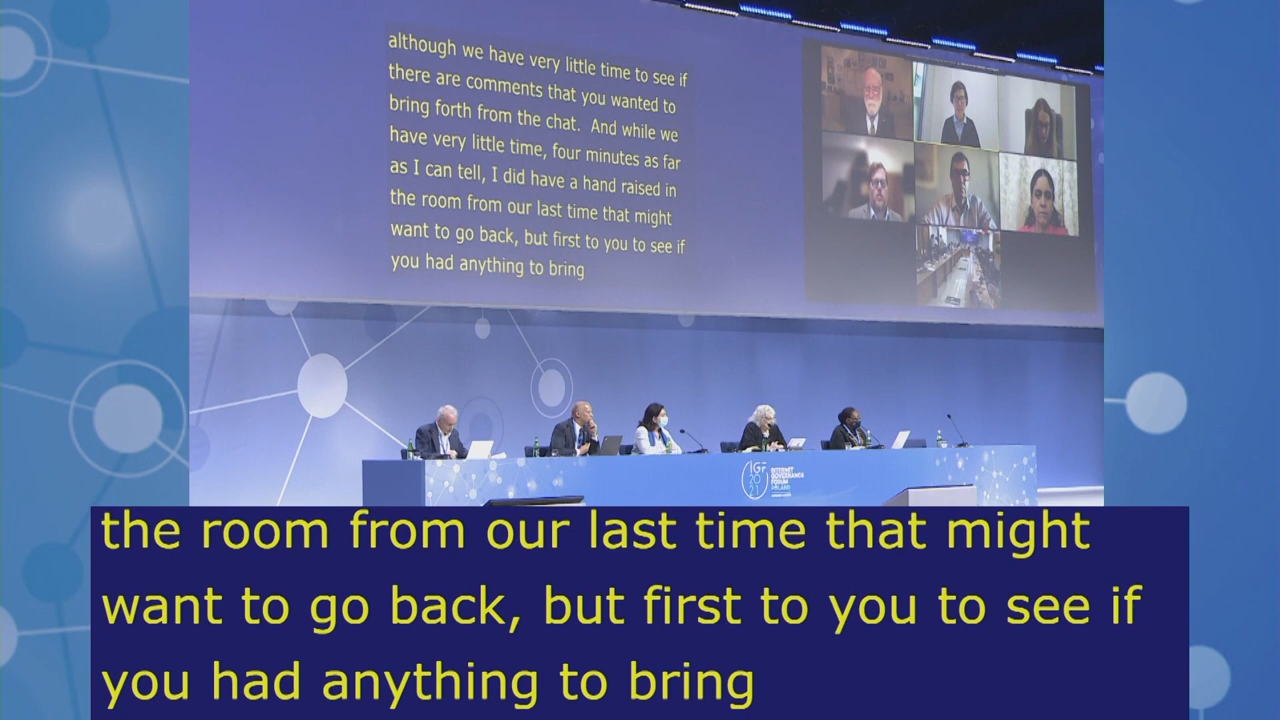 although we have very little time to see if
there are comments that you wanted to
bring forth from the chat.  And while we
have very little time, four minutes as far
as I can tell, I did have a hand raised in
the room from our last time that might
want to go back, but first to you to see if
you had anything to bring
IGF
20
21
INTERNET
GOVERNANCE
FORUM
POLAND
the room from our last time that might
want to go back, but first to you to see if
you had anything to bring